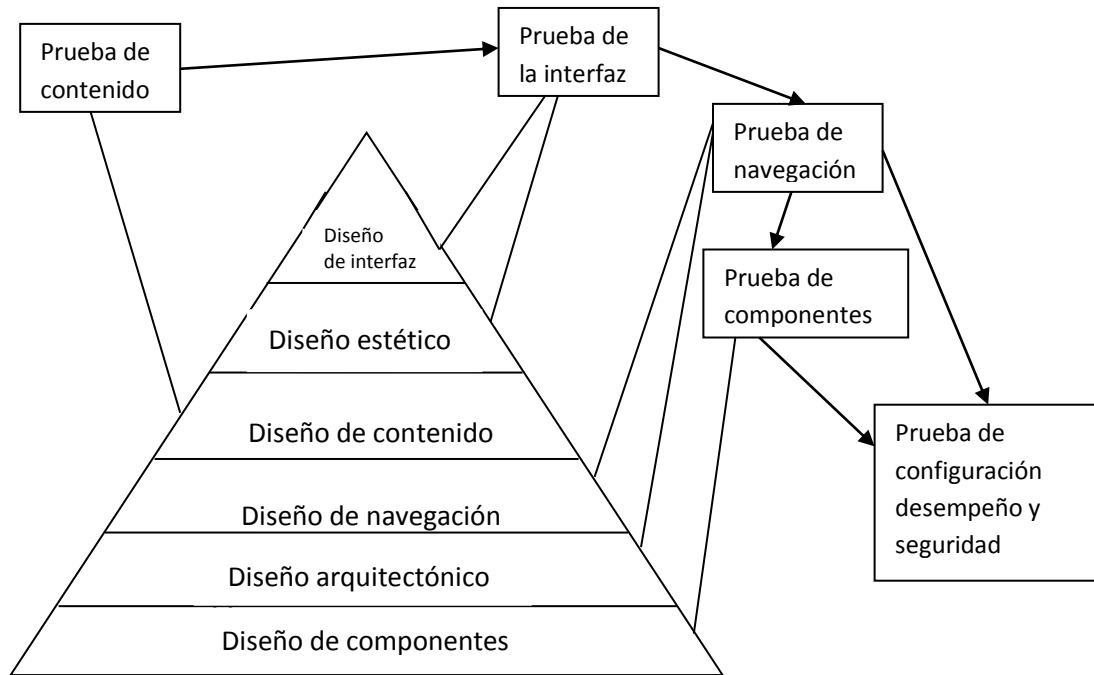 Prueba de
contenido
Prueba de
la interfaz
Prueba de
navegación
Prueba de
componentes
Prueba de
configuración
desempeño y
seguridad
Diseño
de interfaz
Diseño estético
Diseño de contenido
Diseño de navegación
Diseño arquitectónico
Diseño de componentes